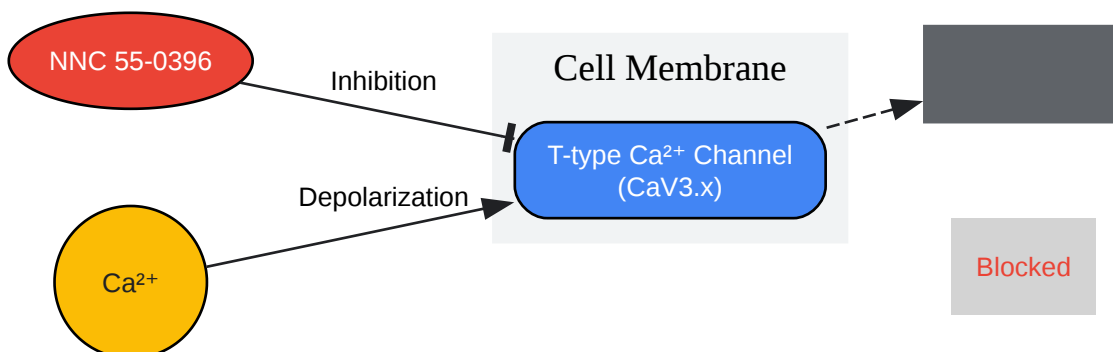 NNC 55-0396
Inhibition
Cell Membrane
T-type Ca²⁺ Channel
(CaV3.x)
Depolarization
Ca²⁺
Blocked